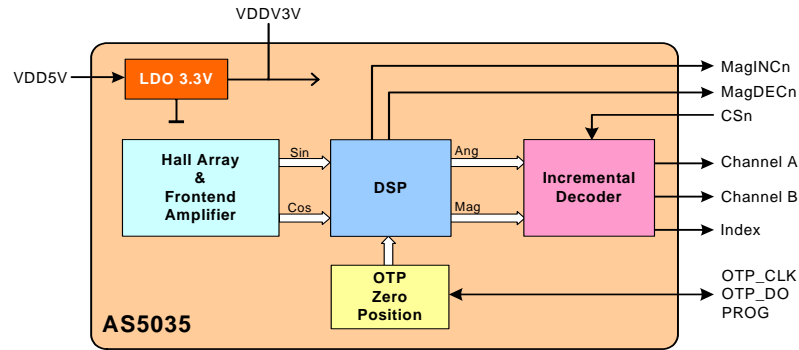 VDDV3V
VDD5V
LDO 3.3V
MagINCn
MagDECn
CSn
Hall Array
&
Frontend
Amplifier
Sin
Cos
DSP
Ang
Mag
Incremental
Decoder
Channel A
Channel B
Index
OTP
Zero
Position
OTP_CLK
OTP_DO
PROG
AS5035